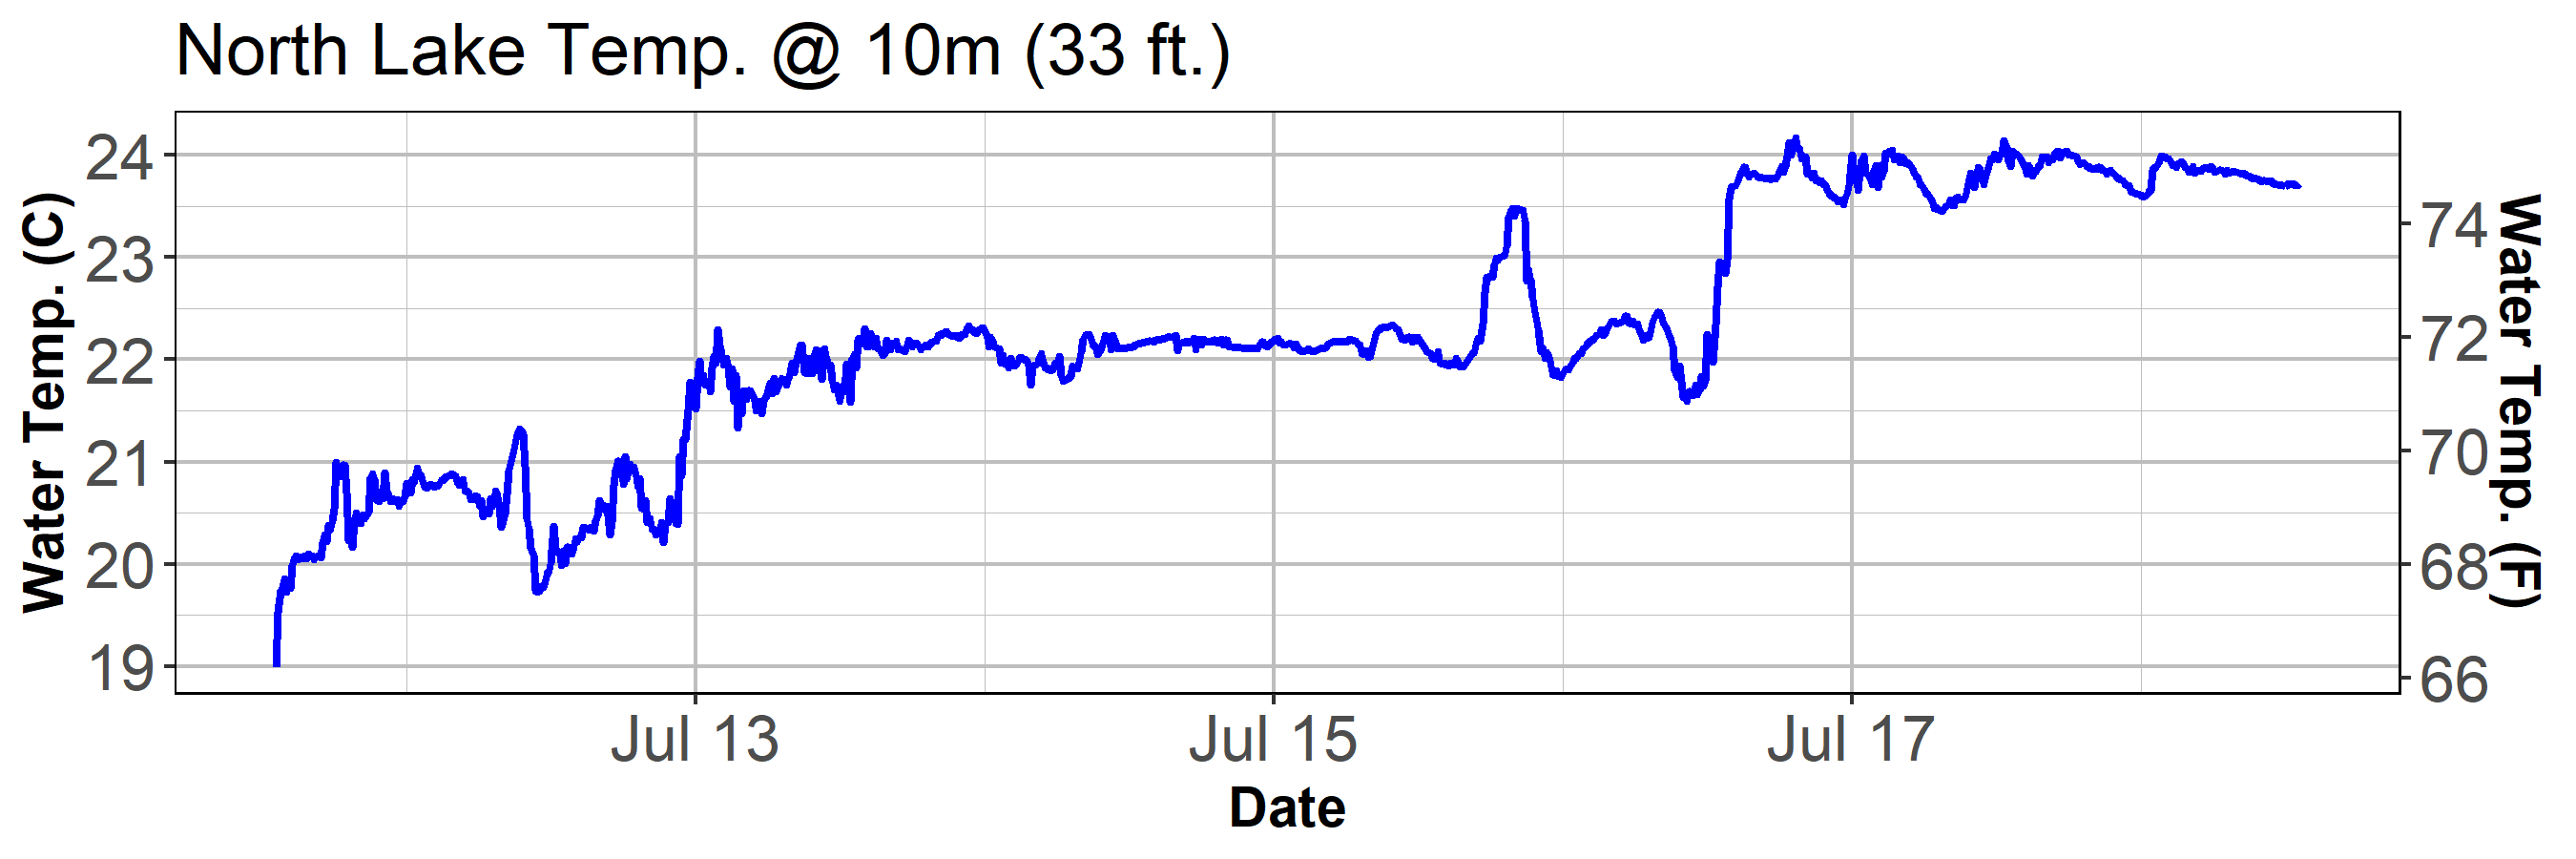 North Lake Temp. @ 10m (33 ft.)
Water Temp. (C)
24
23
22
21
20
19
74
72
70
68
66
Water Temp. (F)
Jul 13 Jul 15 Jul 17
Date